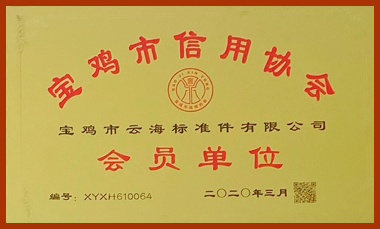 宝鸡市信用协会
宝鸡市云海标准件有限公司
会员单位
编号：XYXH610064
二〇二〇年三月